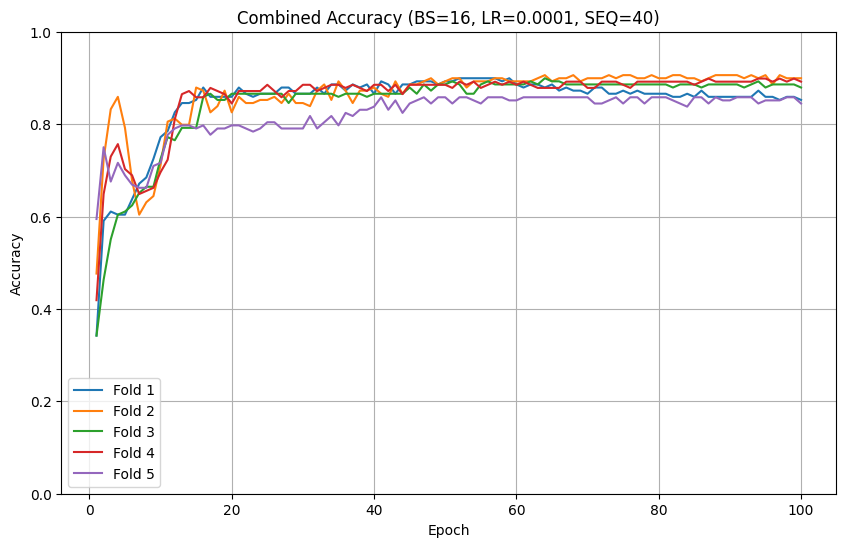 Combined Accuracy (BS=16, LR=0.0001, SEQ=40)
1.0
0.8
0.6
0.4
0.2
0.0
Accuracy
Fold 1
Fold 2
Fold 3
Fold 4
Fold 5
0 20 40 60 80 100
Epoch